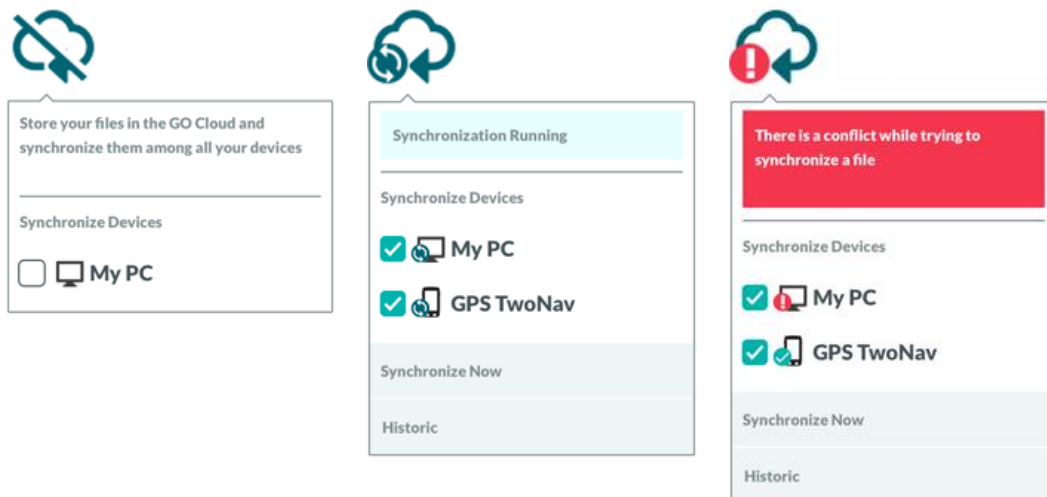 Store your files in the GO Cloud and
synchronize them among all your devices
Synchronize Devices
My PC
Synchronization Running
Synchronize Devices
My PC
GPS TwoNav
Synchronize Now
Historic
There is a conflict while trying to
synchronize a file
Synchronize Devices
My PC
GPS TwoNav
Synchronize Now
Historic